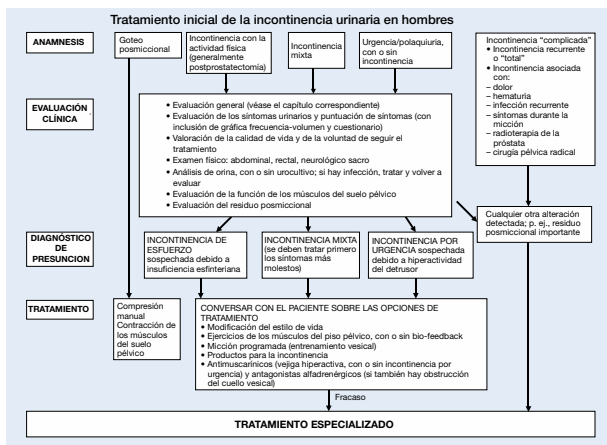 Tratamiento inicial de la incontinencia urinaria en hombres
ANAMNESIS
Goteo
posmiccional
Incontinencia con la
actividad física
(generalmente
postprostatectomía)
Incontinencia
mixta
Urgencia/polaquiuria,
con o sin
incontinencia
Incontinencia “complicada”
• Incontinencia recurrente
o “total”
• Incontinencia asociada
con:
– dolor
– hematuria
– infección recurrente
– síntomas durante la
micción
– radioterapia de la
próstata
– cirugía pélvica radical
EVALUACIÓN
CLÍNICA
• Evaluación general (véase el capítulo correspondiente)
• Evaluación de los síntomas urinarios y puntuación de síntomas (con
inclusión de gráfica frecuencia-volumen y cuestionario)
• Valoración de la calidad de vida y de la voluntad de seguir el
tratamiento
• Examen físico: abdominal, rectal, neurológico sacro
• Análisis de orina, con o sin urocultivo; si hay infección, tratar y volver a
evaluar
• Evaluación de la función de los músculos del suelo pélvico
• Evaluación del residuo posmiccional
Cualquier otra alteración
detectada; p. ej., residuo
posmiccional importante
DIAGNÓSTICO
DE
PRESUNCION
INCONTINENCIA DE
ESFUERZO
sospechada debido a
insuficiencia esfinteriana
INCONTINENCIA MIXTA
(se deben tratar primero
los síntomas más
molestos)
INCONTINENCIA POR
URGENCIA sospechada
debido a hiperactividad
del detrusor
TRATAMIENTO
Compresión
manual
Contracción de
los músculos
del suelo
pélvico
CONVERSAR CON EL PACIENTE SOBRE LAS OPCIONES DE
TRATAMIENTO
• Modificación del estilo de vida
• Ejercicios de los músculos del piso pélvico, con o sin bio-feedback
• Micción programada (entrenamiento vesical)
• Productos para la incontinencia
• Antimuscarínicos (vejiga hiperactiva, con o sin incontinencia por
urgencia) y antagonistas alfadrenérgicos (si también hay obstrucción
del cuello vesical)
Fracaso
TRATAMIENTO ESPECIALIZADO